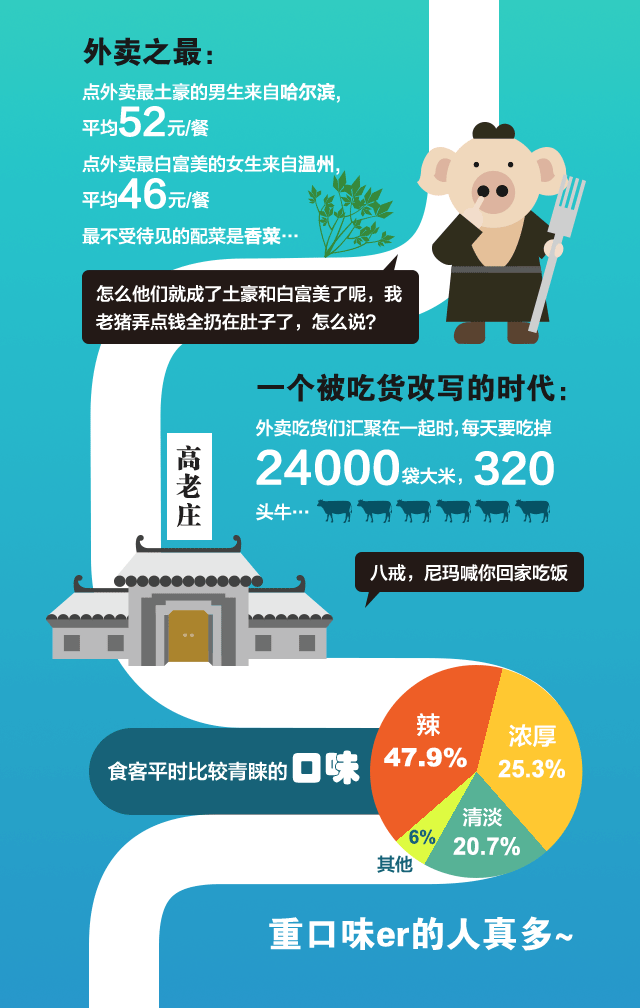 外卖之最：
点外卖最土豪的男生来自哈尔滨，
平均52元/餐
点外卖最白富美的女生来自温州，
平均46元/餐
最不受待见的配菜是香菜…
怎么他们就成了土豪和白富美了呢，我
老猪弄点钱全扔在肚子了，怎么说？
一个被吃货改写的时代：
外卖吃货们汇聚在一起时，每天要吃掉
24000袋大米，320
头牛…
高老庄
八戒，尼玛喊你回家吃饭
食客平时比较青睐的口味
辣
47.9%
浓厚
25.3%
清淡
20.7%
6%
其他
重口味er的人真多~